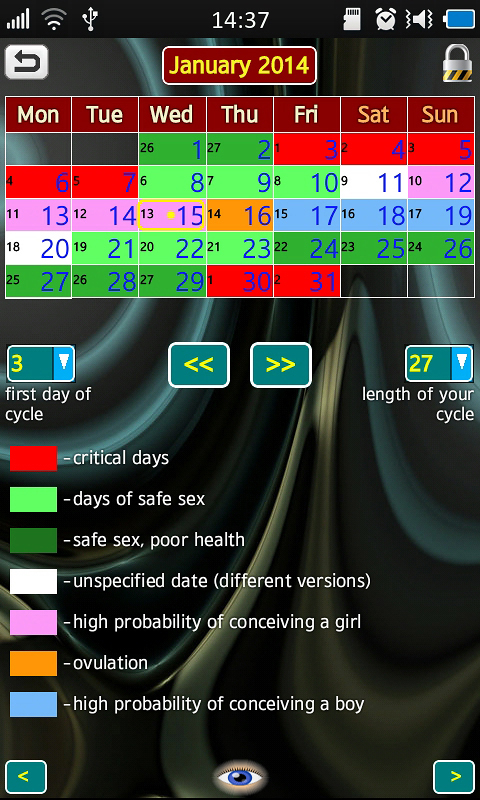 14:37
January 2014
Mon Tue Wed Thu Fri Sat Sun
26 1 27 2 1 3 2 4 3 5
4 6 5 7 6 8 7 9 8 10 9 11 10 12
11 13 12 14 13 15 14 16 15 17 16 18 17 19
18 20 19 21 20 22 21 23 22 24 23 25 24 26
25 27 26 28 27 29 1 30 2 31
3 << >> 27
first day of cycle
length of your cycle
-critical days
-days of safe sex
-safe sex, poor health
-unspecified date (different versions)
-high probability of conceiving a girl
-ovulation
-high probability of conceiving a boy
< >